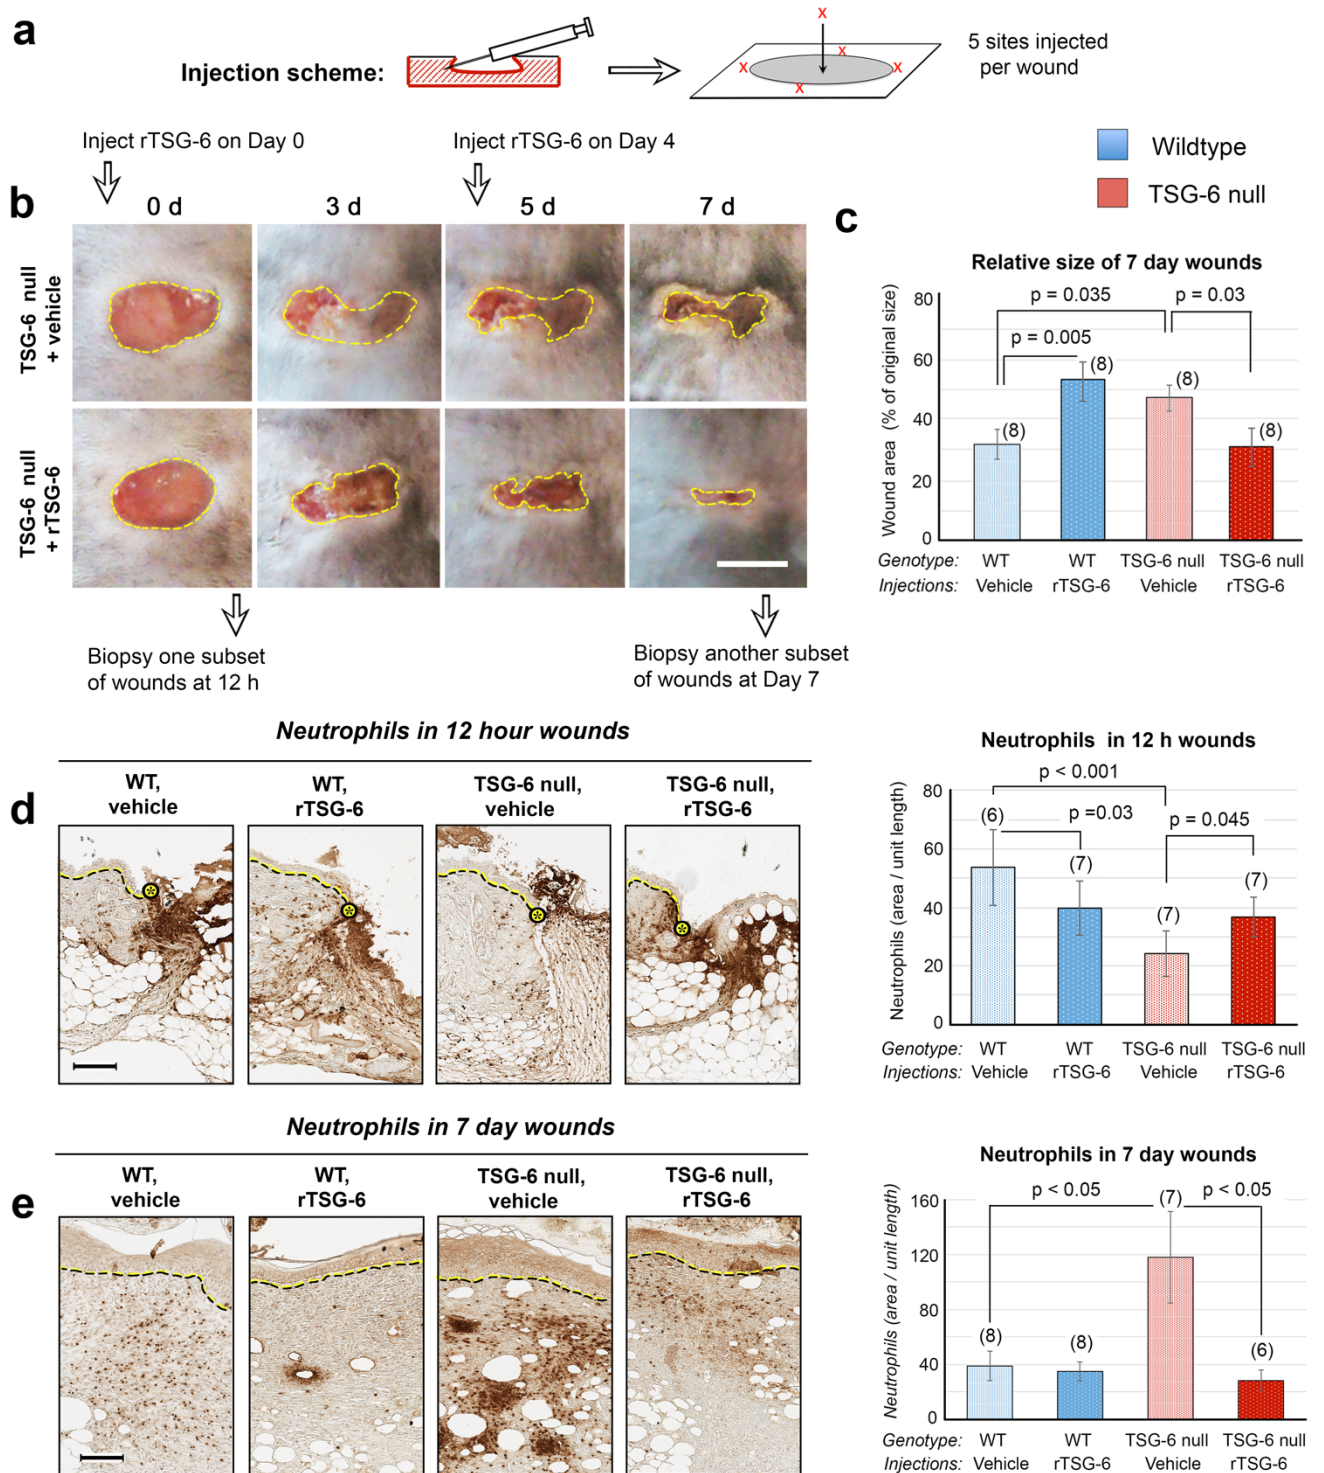 a
Injection scheme:
x
x
x
x
x
5 sites injected
per wound
Inject rTSG-6 on Day 0
Inject rTSG-6 on Day 4
Wildtype
TSG-6 null
b
0 d
3 d
5 d
7 d
TSG-6 null
+ vehicle
TSG-6 null
+ rTSG-6
Biopsy one subset
of wounds at 12 h
Biopsy another subset
of wounds at Day 7
c
Relative size of 7 day wounds
p = 0.035
p = 0.03
p = 0.005
Wound area (% of original size)
80
60
40
20
0
(8)
(8)
(8)
(8)
Genotype: WT WT TSG-6 null TSG-6 null
Injections: Vehicle rTSG-6 Vehicle rTSG-6
Neutrophils in 12 hour wounds
d
WT,
vehicle
WT,
rTSG-6
TSG-6 null,
vehicle
TSG-6 null,
rTSG-6
Neutrophils in 12 h wounds
p < 0.001
p =0.03
p = 0.045
Neutrophils (area / unit length)
80
60
40
20
0
(6)
(7)
(7)
(7)
Genotype: WT WT TSG-6 null TSG-6 null
Injections: Vehicle rTSG-6 Vehicle rTSG-6
Neutrophils in 7 day wounds
e
WT,
vehicle
WT,
rTSG-6
TSG-6 null,
vehicle
TSG-6 null,
rTSG-6
Neutrophils in 7 day wounds
p < 0.05
p < 0.05
Neutrophils (area / unit length)
160
120
80
40
0
(8)
(8)
(7)
(6)
Genotype: WT WT TSG-6 null TSG-6 null
Injections: Vehicle rTSG-6 Vehicle rTSG-6